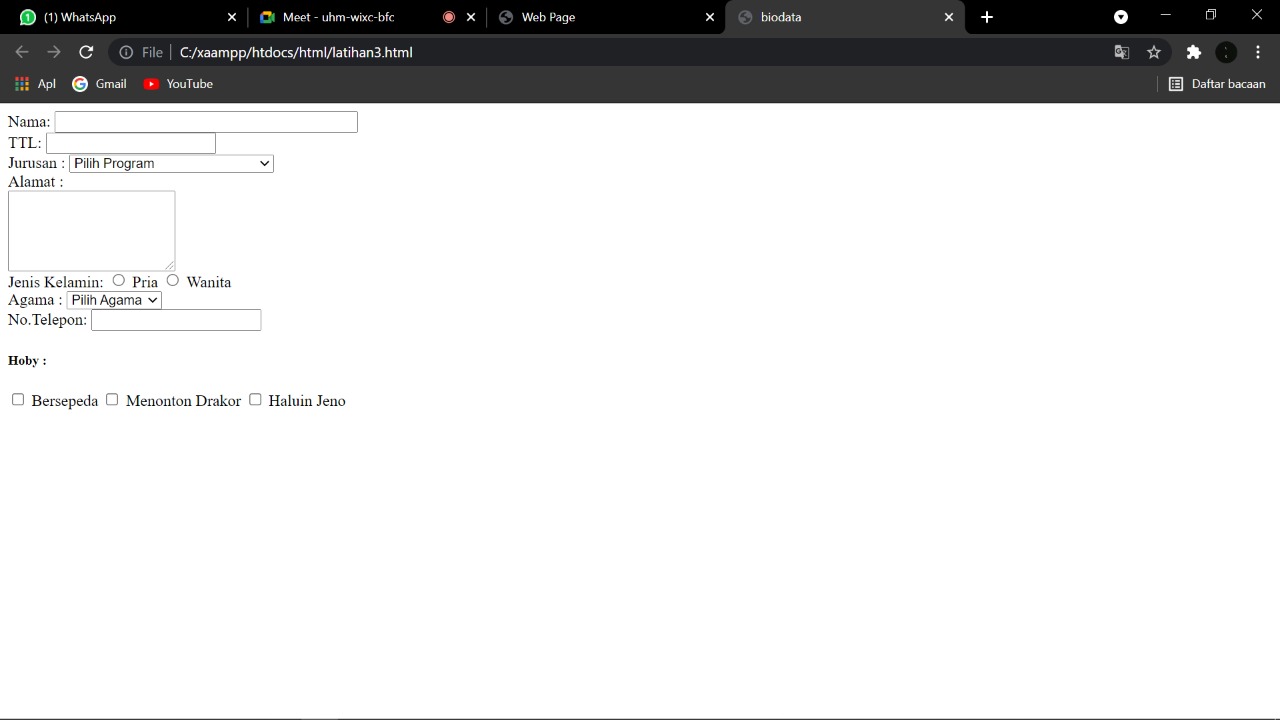 (1) WhatsApp
Meet - uhm-wixc-bfc
Web Page
biodata
File
C:/xaampp/htdocs/html/latihan3.html
Apl
Gmail
YouTube
Daftar bacaan
Nama:
TTL:
Jurusan : Pilih Program
Alamat :
Jenis Kelamin: Pria Wanita
Agama : Pilih Agama
No.Telepon:
Hoby :
Bersepeda Menonton Drakor Haluin Jeno